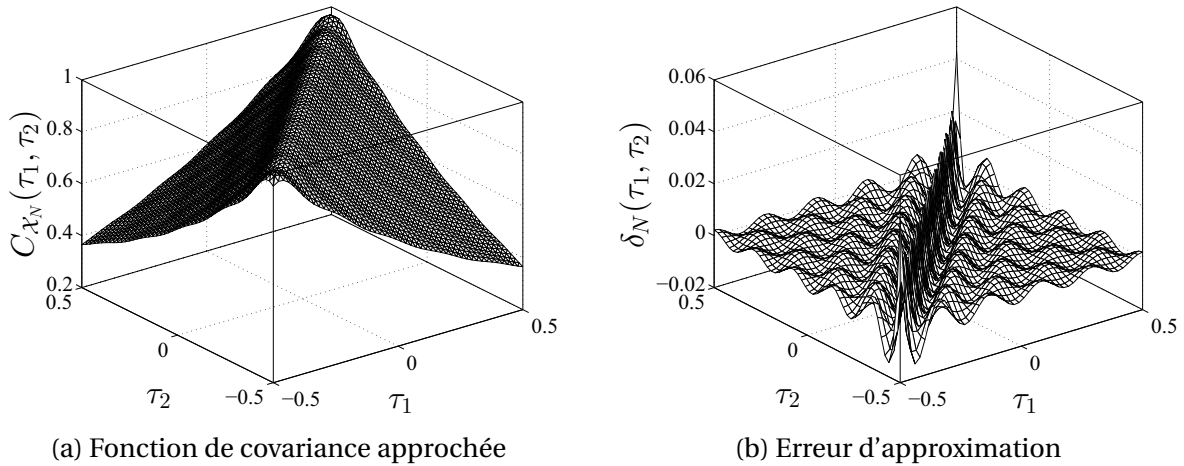 1
0.8
0.6
0.4
0.2
0.5
0
−0.5
−0.5
0
0.5
C_{χ_N}(τ_1, τ_2)
τ_2
τ_1
(a) Fonction de covariance approchée
0.06
0.04
0.02
0
−0.02
0.5
0
−0.5
−0.5
0
0.5
δ_N(τ_1, τ_2)
τ_2
τ_1
(b) Erreur d'approximation